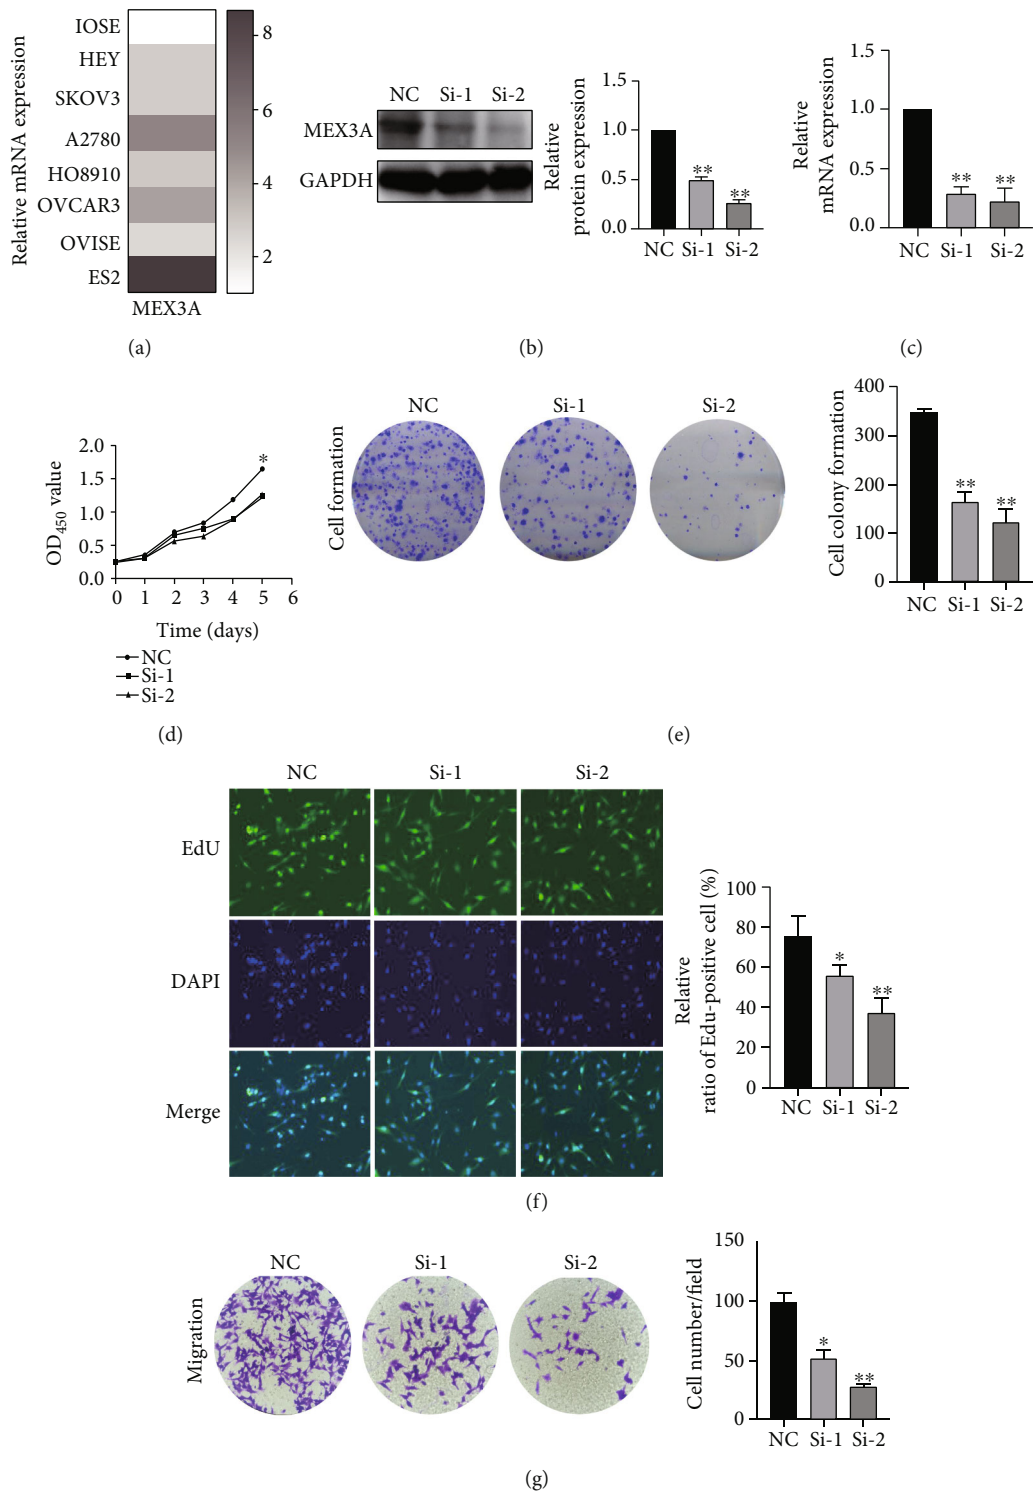 Relative mRNA expression
IOSE
HEY
SKOV3
A2780
HO8910
OVCAR3
OVISE
ES2
MEX3A
8
6
4
2
(a)
NC Si-1 Si-2
MEX3A
GAPDH
Relative
protein expression
1.5
1.0
0.5
0.0
**
**
NC Si-1 Si-2
(b)
Relative
mRNA expression
1.5
1.0
0.5
0.0
**
**
NC Si-1 Si-2
(c)
OD450 value
2.0
1.5
1.0
0.5
0.0
*
0 1 2 3 4 5 6
Time (days)
NC
Si-1
Si-2
(d)
NC Si-1 Si-2
Cell formation
Cell colony formation
400
300
200
100
0
**
**
NC Si-1 Si-2
(e)
NC Si-1 Si-2
EdU
DAPI
Merge
Relative
ratio of Edu-positive cell (%)
100
80
60
40
20
0
*
**
NC Si-1 Si-2
(f)
NC Si-1 Si-2
Migration
Cell number/field
150
100
50
0
*
**
NC Si-1 Si-2
(g)